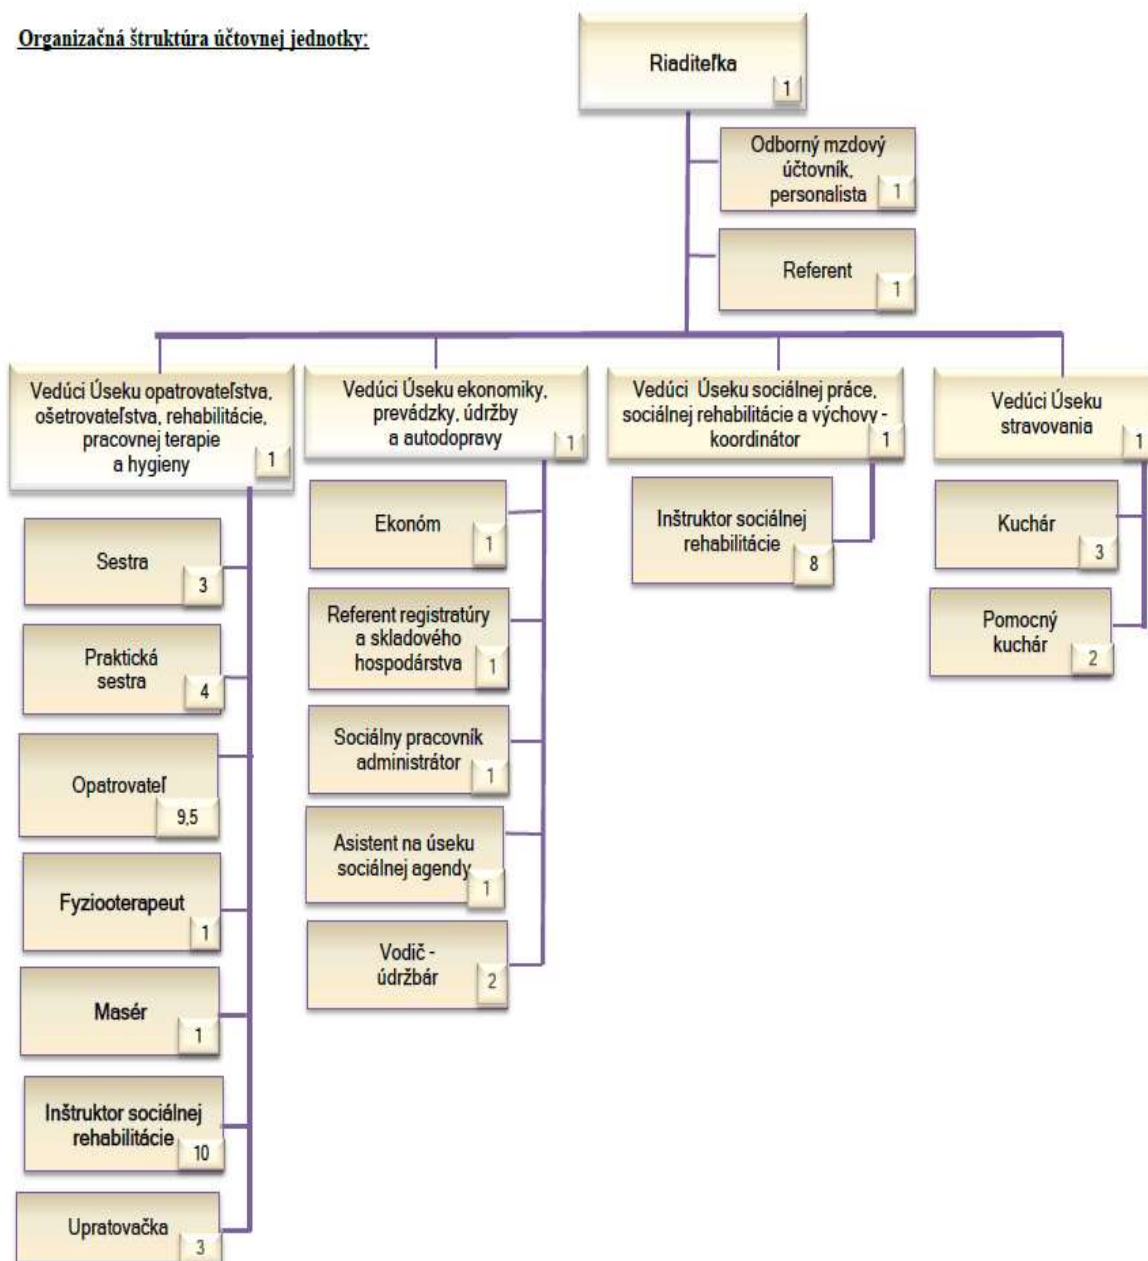 Organizačná štruktúra účtovnej jednotky:
Riaditeľka
1
Odborný mzdový
účtovník,
personalista
1
Referent
1
Vedúci Úseku opatrovateľstva,
ošetrovateľstva, rehabilitácie,
pracovnej terapie
a hygieny
1
Sestra
3
Praktická
sestra
4
Opatrovateľ
9,5
Fyziooterapeut
1
Masér
1
Inštruktor sociálnej
rehabilitácie
10
Upratovačka
3
Vedúci Úseku ekonomiky,
prevádzky, údržby
a autodopravy
1
Ekonóm
1
Referent registratúry
a skladového
hospodárstva
1
Sociálny pracovník
administrátor
1
Asistent na úseku
sociálnej agendy
1
Vodič -
údržbár
2
Vedúci Úseku sociálnej práce,
sociálnej rehabilitácie a výchovy -
koordinátor
1
Inštruktor sociálnej
rehabilitácie
8
Vedúci Úseku
stravovania
1
Kuchár
3
Pomocný
kuchár
2